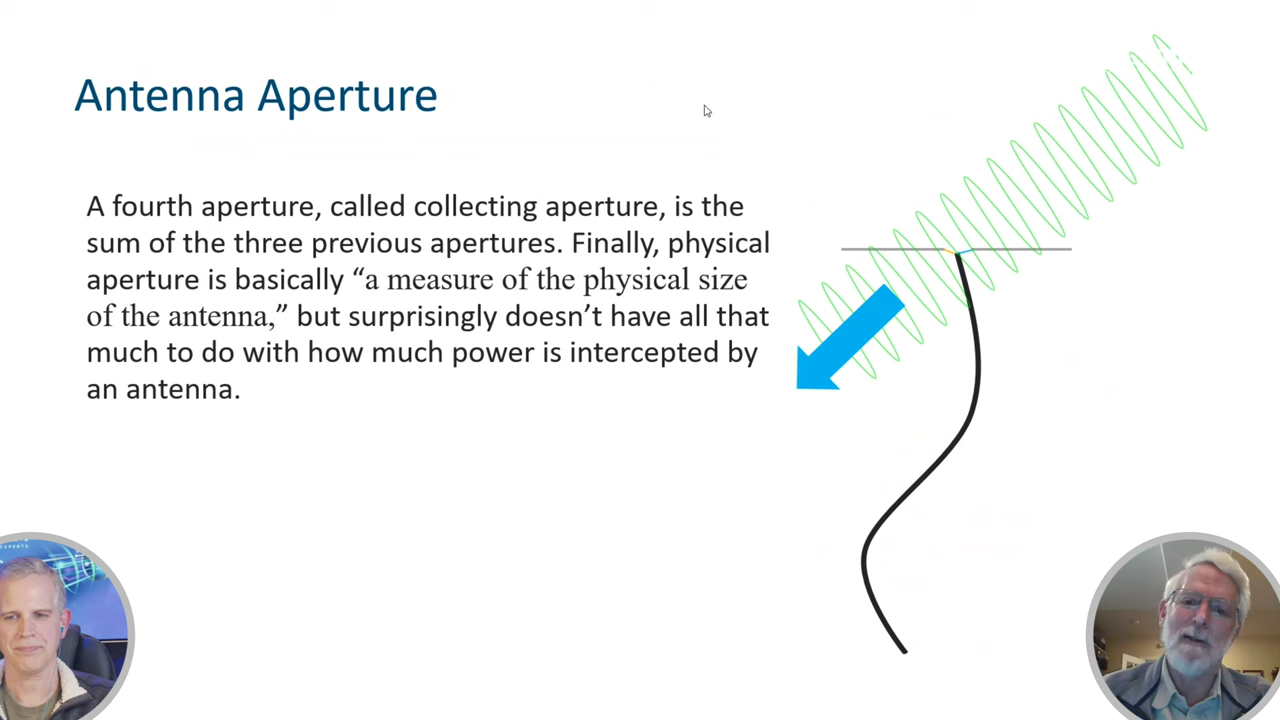 Antenna Aperture
A fourth aperture, called collecting aperture, is the
sum of the three previous apertures. Finally, physical
aperture is basically “a measure of the physical size
of the antenna,” but surprisingly doesn’t have all that
much to do with how much power is intercepted by
an antenna.
EXPERTS